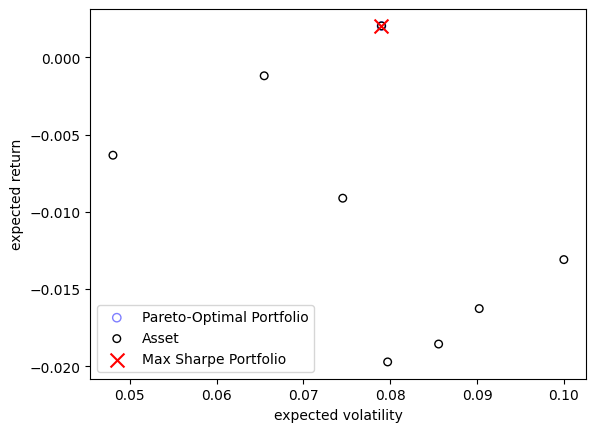 0.000
−0.005
−0.010
−0.015
−0.020
expected return
Pareto-Optimal Portfolio
Asset
Max Sharpe Portfolio
0.05 0.06 0.07 0.08 0.09 0.10
expected volatility